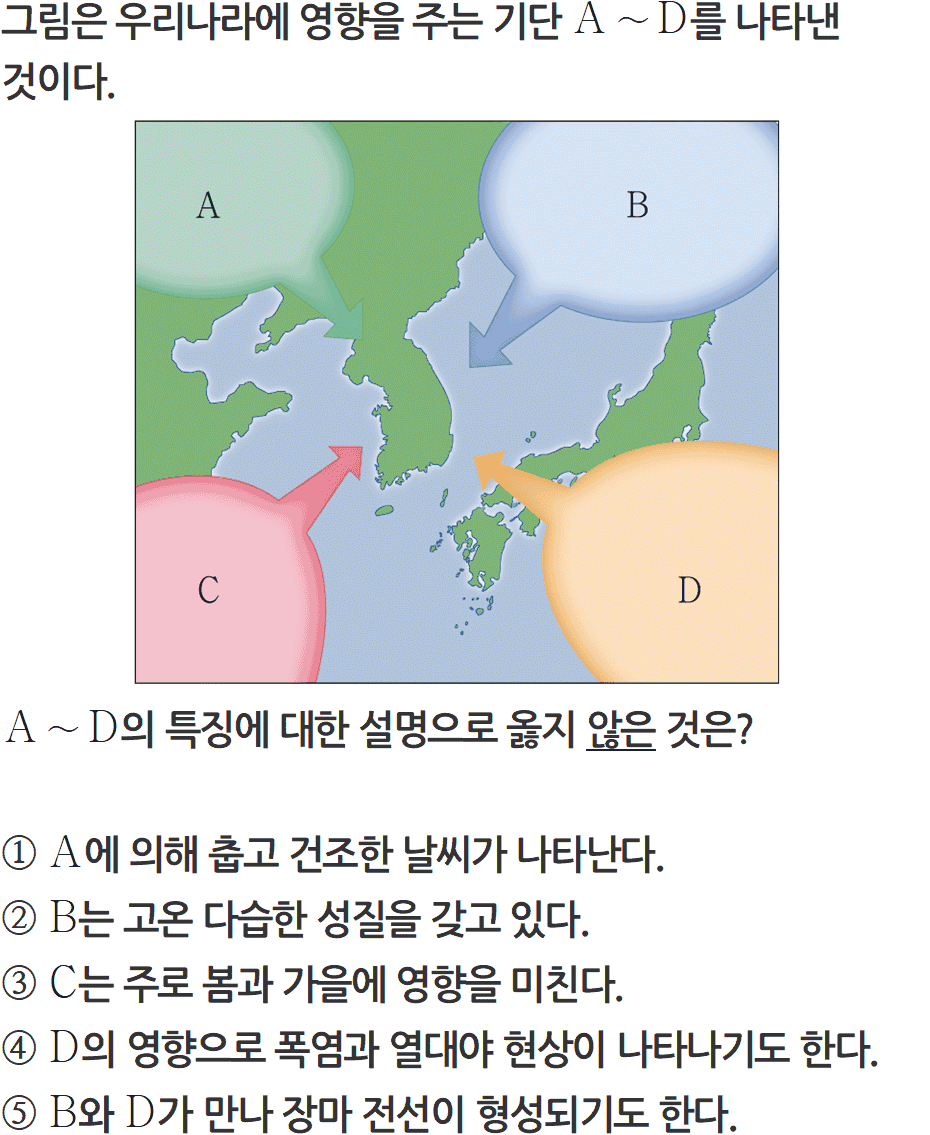 그림은 우리나라에 영향을 주는 기단 A ~ D를 나타낸
것이다.
A
B
C
D
A ~ D의 특징에 대한 설명으로 옳지 않은 것은?
① A에 의해 춥고 건조한 날씨가 나타난다.
② B는 고온 다습한 성질을 갖고 있다.
③ C는 주로 봄과 가을에 영향을 미친다.
④ D의 영향으로 폭염과 열대야 현상이 나타나기도 한다.
⑤ B와 D가 만나 장마 전선이 형성되기도 한다.